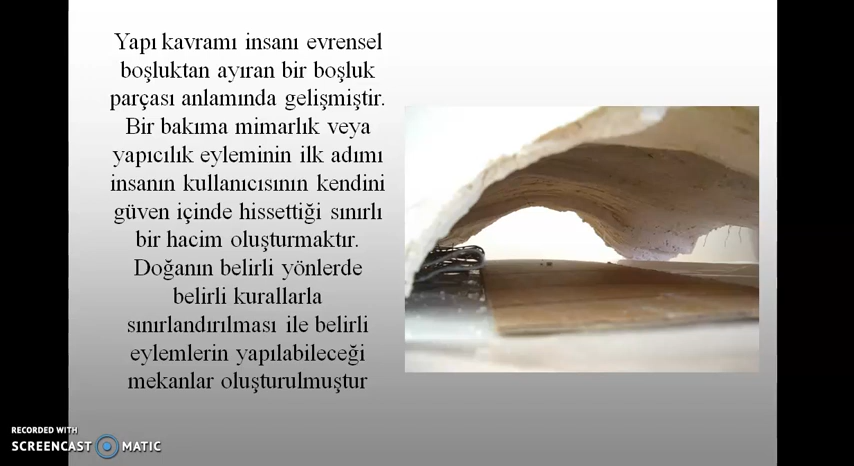 Yapı kavramı insanı evrensel
boşluktan ayıran bir boşluk
parçası anlamında gelişmiştir.
Bir bakıma mimarlık veya
yapıcılık eyleminin ilk adımı
insanın kullanıcısının kendini
güven içinde hissettiği sınırlı
bir hacim oluşturmaktır.
Doğanın belirli yönlerde
belirli kurallarla
sınırlandırılması ile belirli
eylemlerin yapılabileceği
mekanlar oluşturulmuştur
RECORDED WITH
SCREENCAST MATIC